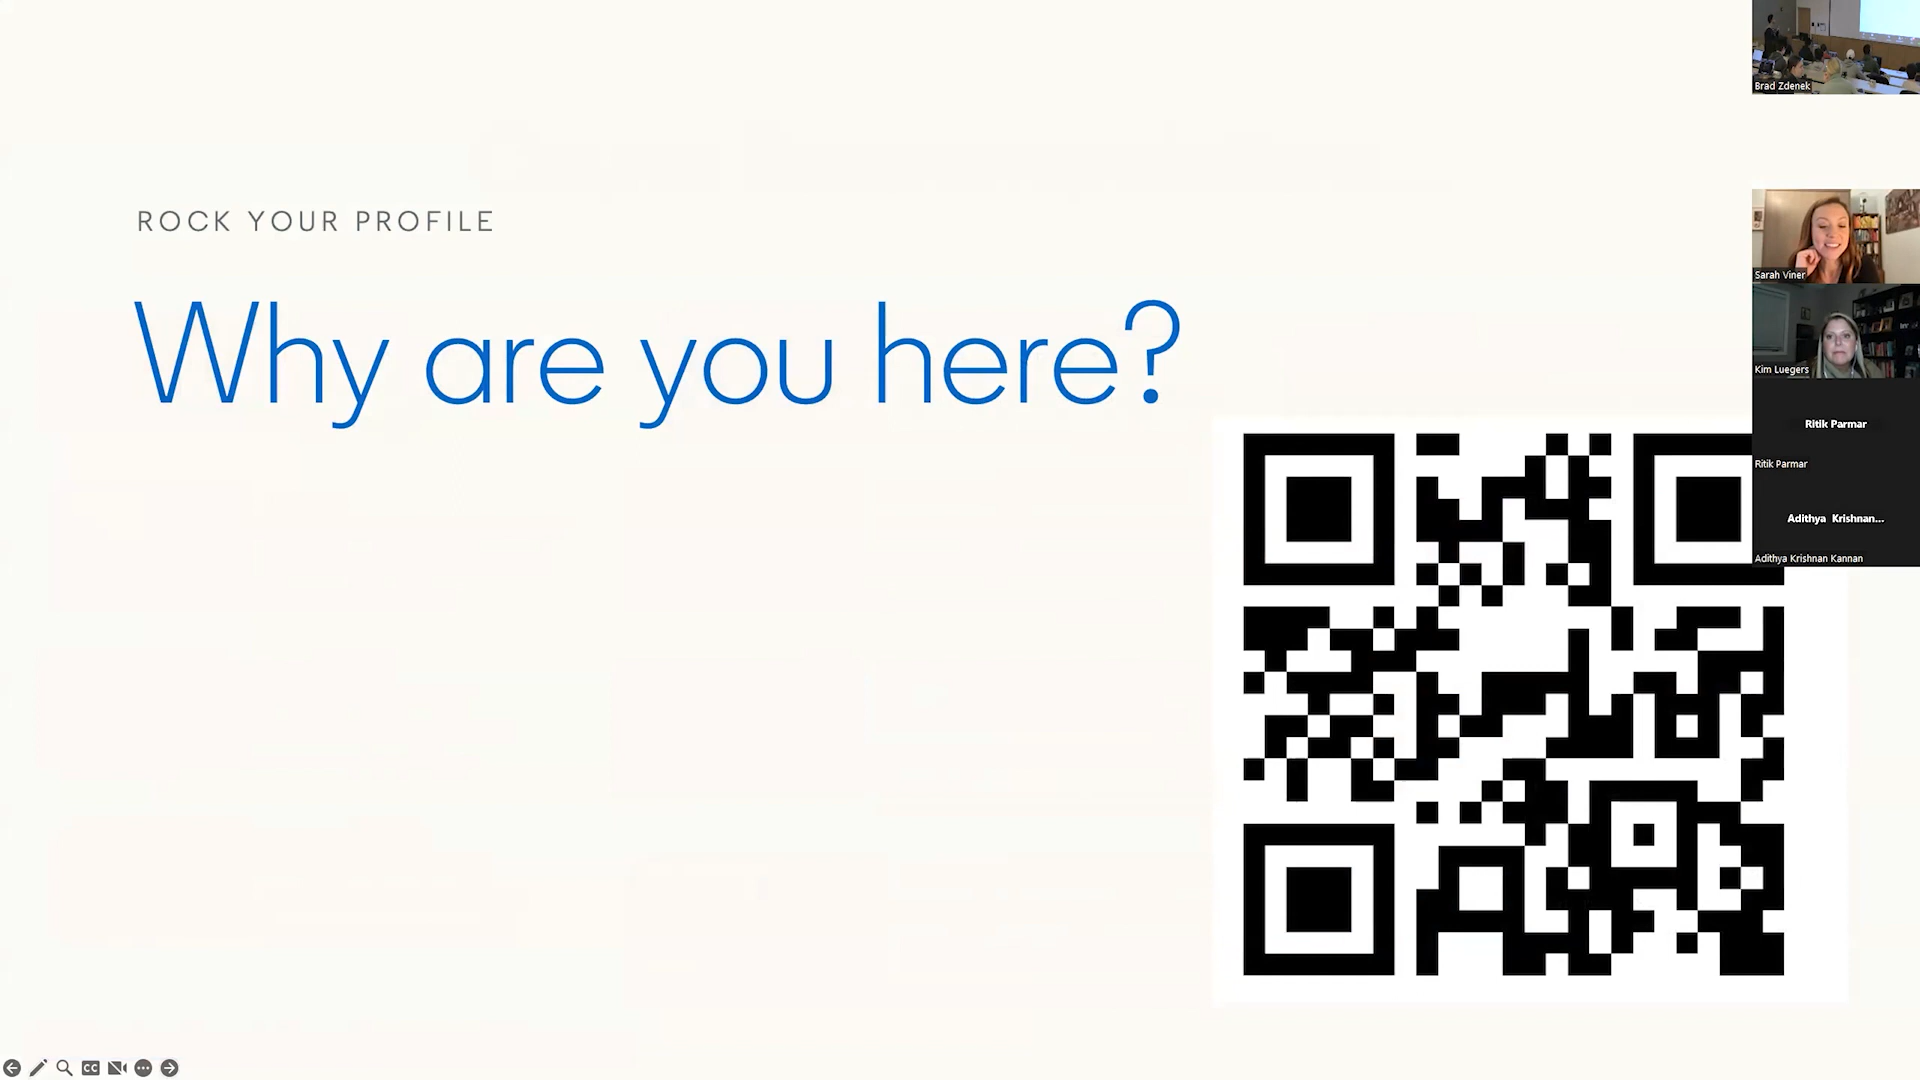 ROCK YOUR PROFILE
Why are you here?
Brad Zdenek
Sarah Viner
Kim Luegers
Ritik Parmar
Ritik Parmar
Adithya Krishnan...
Adithya Krishnan Kannan
CC